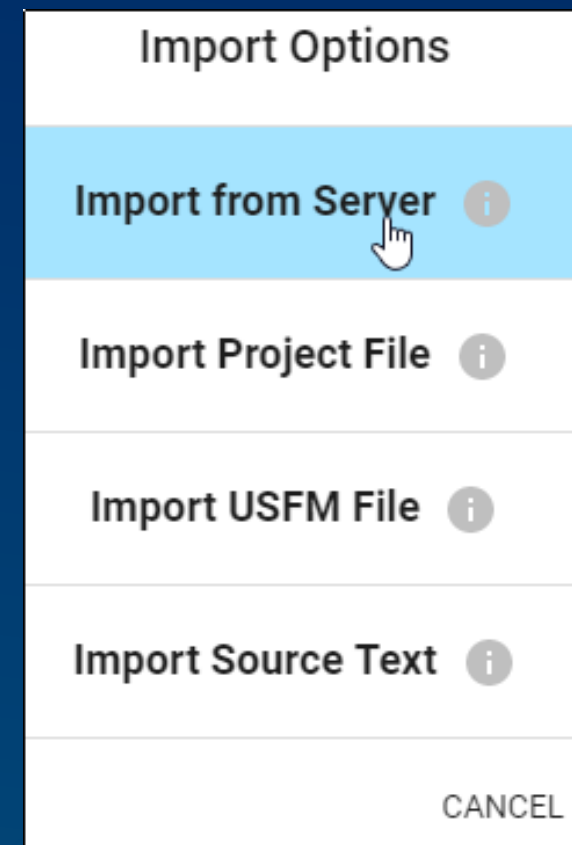 Import Options
Import from Server
Import Project File
Import USFM File
Import Source Text
CANCEL